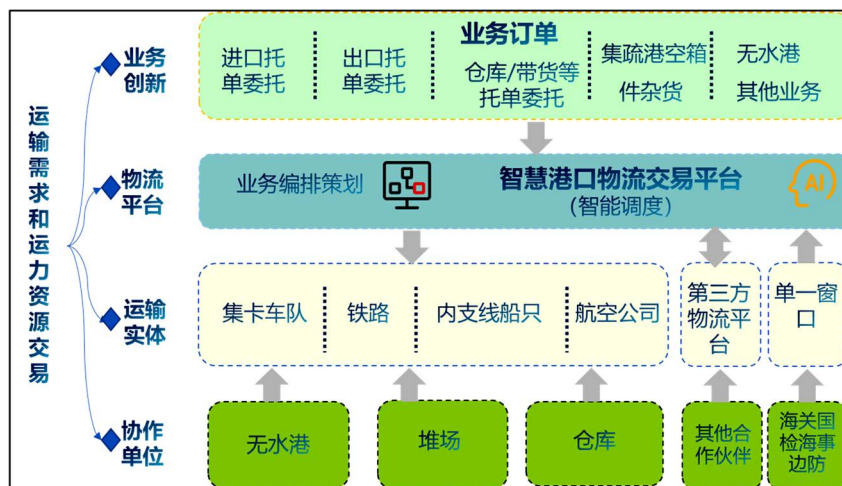 运输需求和运力资源交易
业务
创新
业务订单
进口托
单委托
出口托
单委托
仓库/带货等
托单委托
集疏港空箱
件杂货
无水港
其他业务
物流
平台
业务编排策划
智慧港口物流交易平台
(智能调度)
AI
运输
实体
集卡车队
铁路
内支线船只
航空公司
第三方
物流平
台
单一窗
口
协作
单位
无水港
堆场
仓库
其他合
作伙伴
海关国
检海事
边防